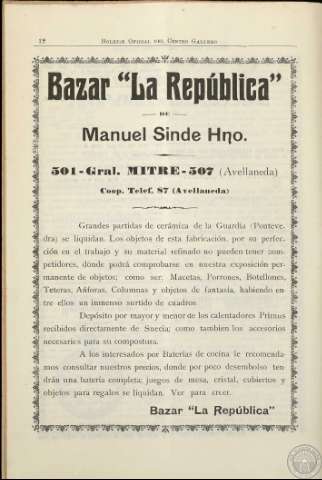 12 BOLETIN OFICIAL DEL CENTRO GALLEGO
Bazar "La República"
— DE —
Manuel Sinde Hno.
501-Gral. MITRE-507 (Avellaneda)
Coop. Telef. 87 (Avellaneda)
Grandes partidas de cerámica de la Guardia (Ponteve-
dra) se liquidan. Los objetos de esta fabricación, por su perfec-
ción en el trabajo y su material refinado no pueden tener com-
petidores, dónde podrá comprobarse en nuestra exposición per-
manente de objetos; como ser. Macetas, Porrones, Botellones,
Teteras, Añforas, Columnas y objetos de fantasía, habiendo en-
tre ellos un inmenso surtido de cuadros
Depósito por mayor y menor de los calentadores Primus
recibidos directamente de Suecia; como tambien los accesorios
necesarios para su compostura.
A los interesados por Baterías de cocina le recomenda-
mos consultar nuestros precios, donde por poco desembolso ten-
drán una batería completa; juegos de mesa, cristal, cubiertos y
objetos para regalos se liquidan. Ver para creer.
Bazar "La República"